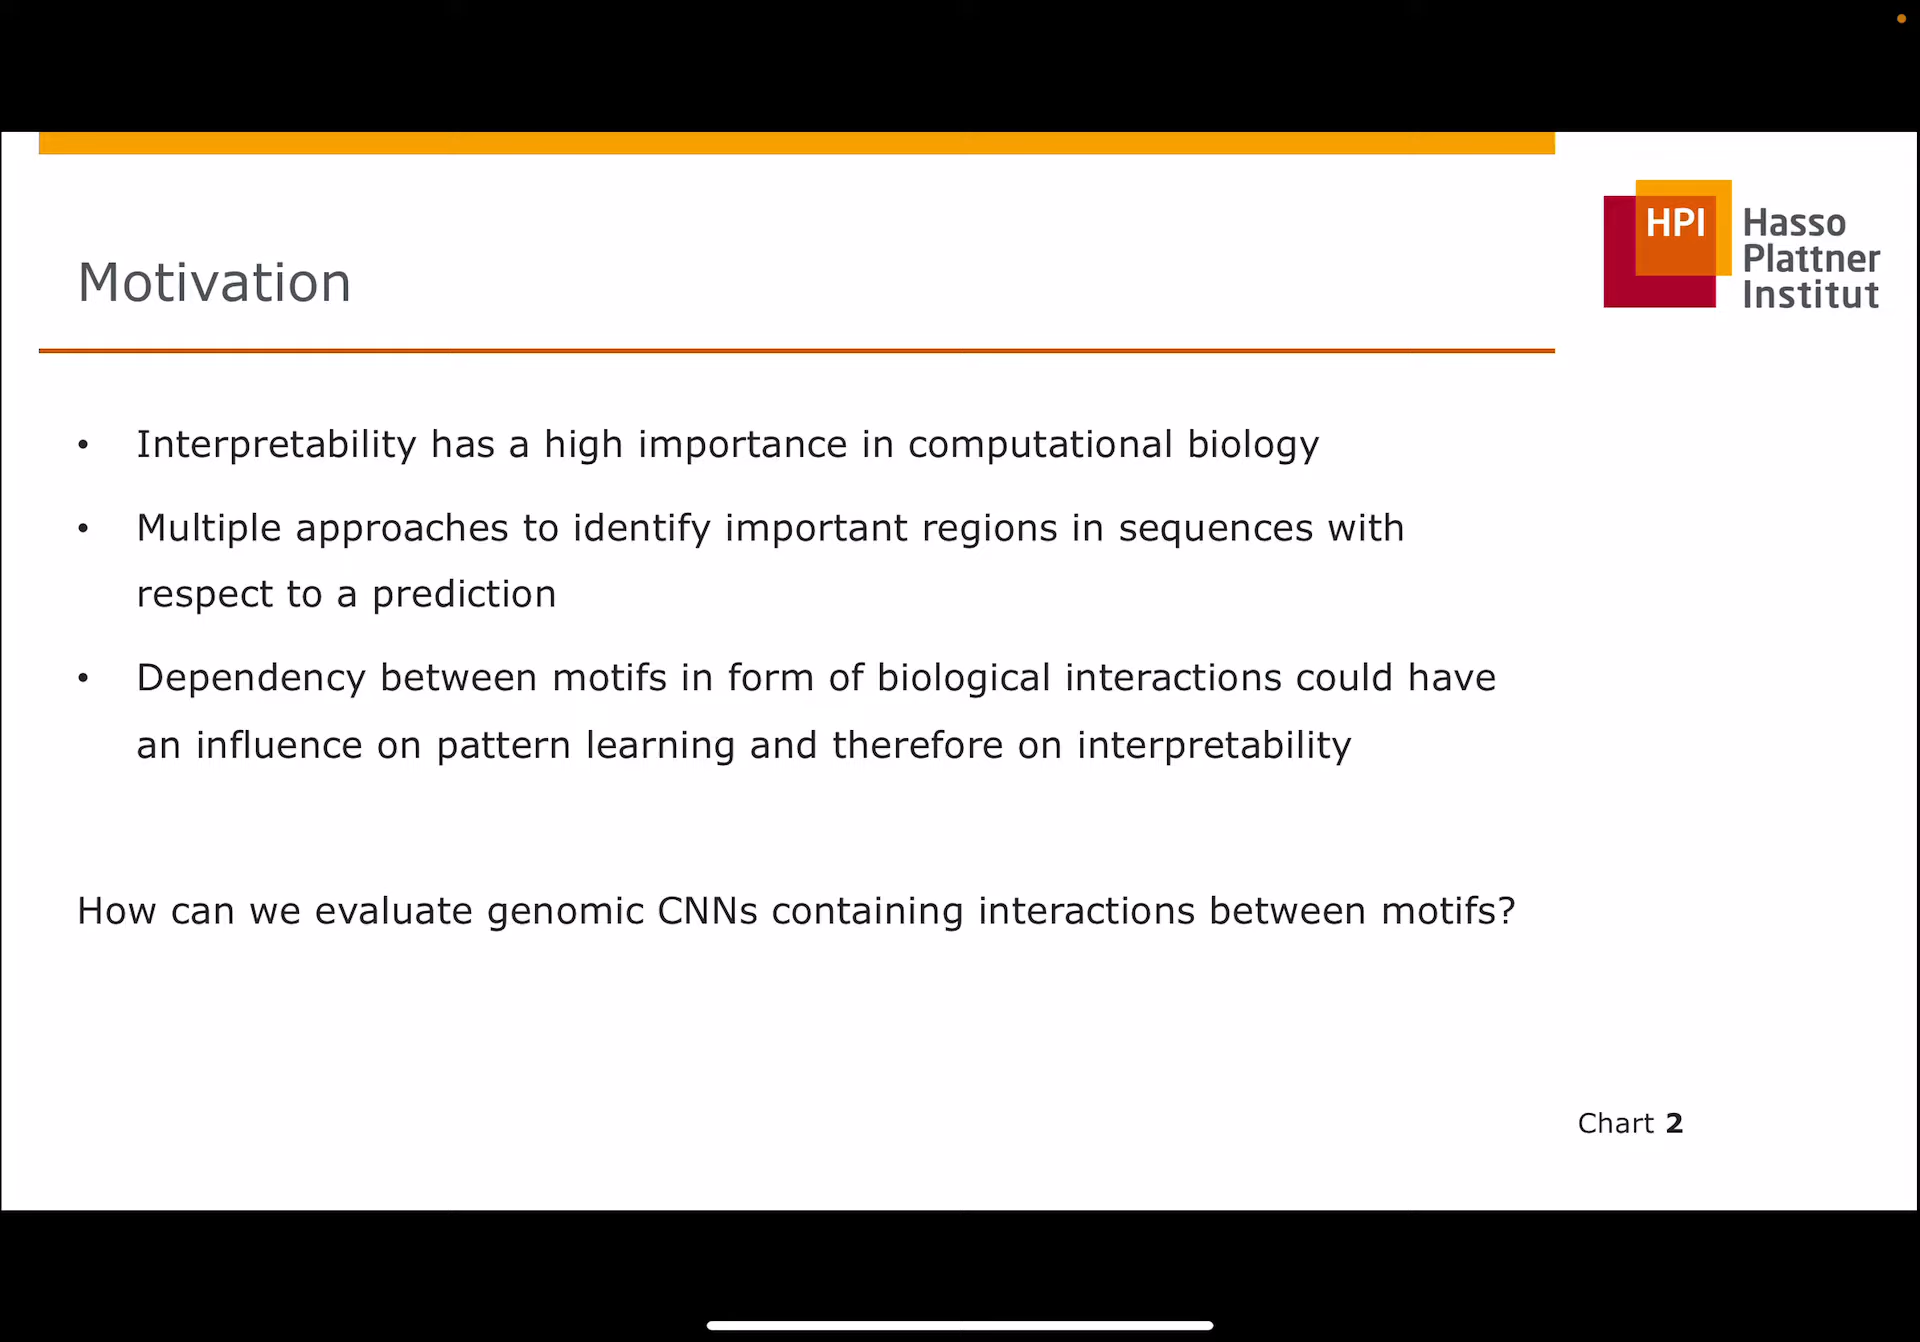 Motivation
HPI
Hasso
Plattner
Institut
• Interpretability has a high importance in computational biology
• Multiple approaches to identify important regions in sequences with
respect to a prediction
• Dependency between motifs in form of biological interactions could have
an influence on pattern learning and therefore on interpretability
How can we evaluate genomic CNNs containing interactions between motifs?
Chart 2